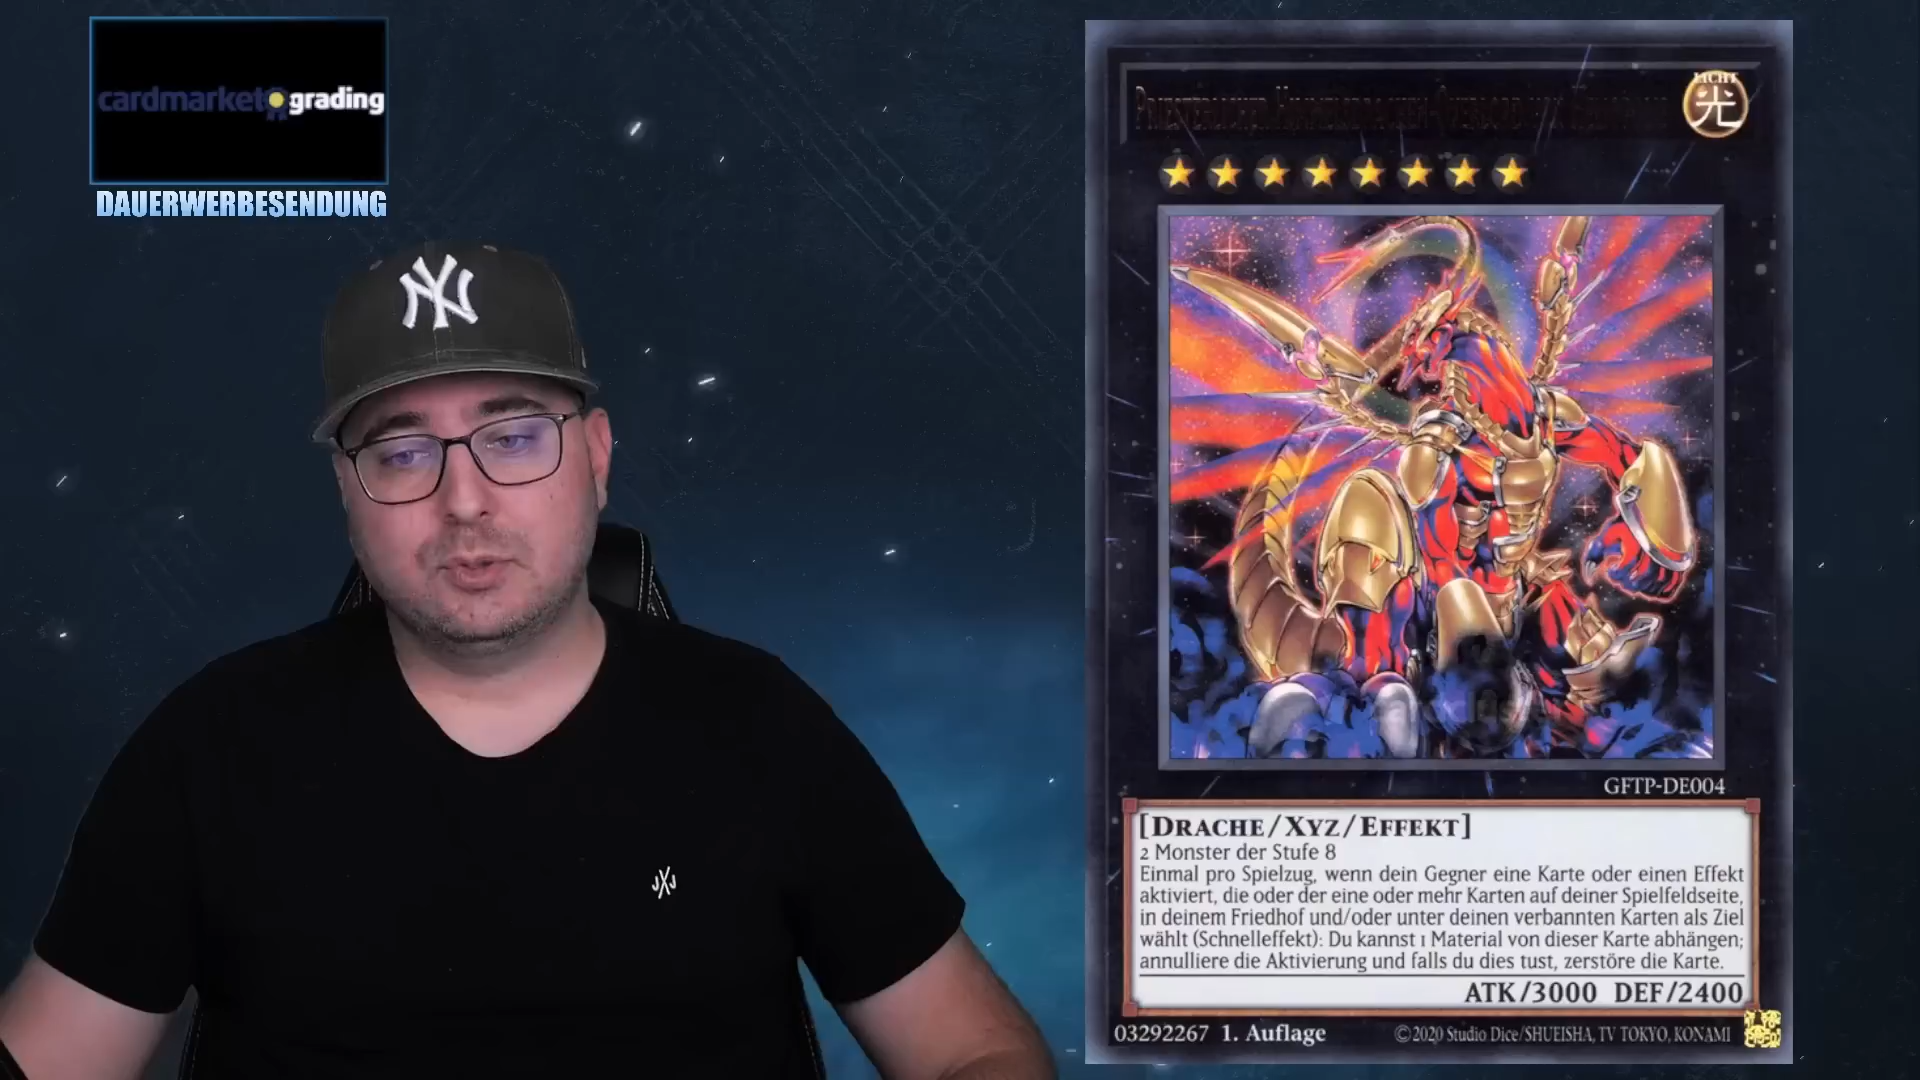 cardmarket grading
DAUERWERBESENDUNG
NY
LICHT
光
GFTP-DE004
[DRACHE/XYZ/EFFEKT]
2 Monster der Stufe 8
Einmal pro Spielzug, wenn dein Gegner eine Karte oder einen Effekt
aktiviert, die oder der eine oder mehr Karten auf deiner Spielfeldseite,
in deinem Friedhof und/oder unter deinen verbannten Karten als Ziel
wählt (Schnelleffekt): Du kannst 1 Material von dieser Karte abhängen;
annulliere die Aktivierung und falls du dies tust, zerstöre die Karte.
ATK/3000 DEF/2400
03292267 1. Auflage ©2020 Studio Dice/SHUEISHA, TV TOKYO, KONAMI